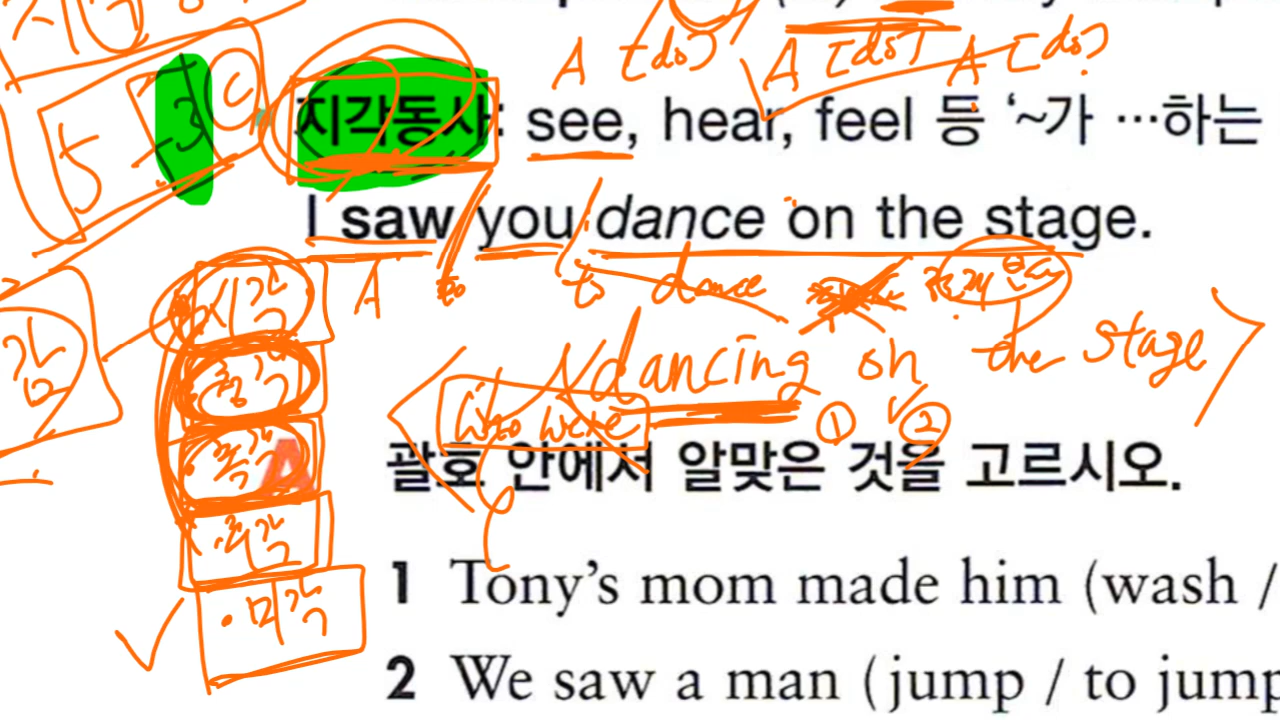 A [do] A [do] A [do]
5 -3 C
지각동사: see, hear, feel 등 ‘~가 …하는
I saw you dance on the stage.
시각 A to to dance
청각 dancing on the stage
who were ① ②
촉각
괄호 안에서 알맞은 것을 고르시오.
후각
1 Tony’s mom made him (wash /
미각
2 We saw a man (jump / to jump